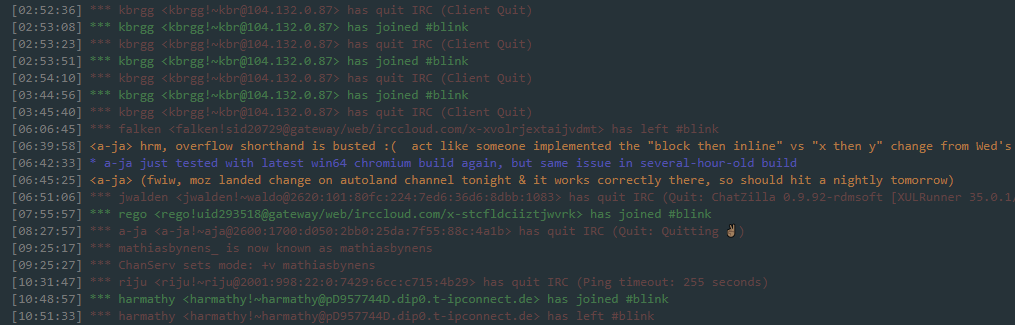 [02:52:36] *** kbrgg <kbrgg!~kbr@104.132.0.87> has quit IRC (Client Quit)
[02:53:08] *** kbrgg <kbrgg!~kbr@104.132.0.87> has joined #blink
[02:53:23] *** kbrgg <kbrgg!~kbr@104.132.0.87> has quit IRC (Client Quit)
[02:53:51] *** kbrgg <kbrgg!~kbr@104.132.0.87> has joined #blink
[02:54:10] *** kbrgg <kbrgg!~kbr@104.132.0.87> has quit IRC (Client Quit)
[03:44:56] *** kbrgg <kbrgg!~kbr@104.132.0.87> has joined #blink
[03:45:40] *** kbrgg <kbrgg!~kbr@104.132.0.87> has quit IRC (Client Quit)
[06:06:45] *** falken <falken!sid20729@gateway/web/irccloud.com/x-xvolrjextaijvdmt> has left #blink
[06:39:58] <a-ja> hrm, overflow shorthand is busted :(  act like someone implemented the "block then inline" vs "x then y" change from Wed's
[06:42:33] * a-ja just tested with latest win64 chromium build again, but same issue in several-hour-old build
[06:45:25] <a-ja> (fwiw, moz landed change on autoland channel tonight & it works correctly there, so should hit a nightly tomorrow)
[06:51:06] *** jwalden <jwalden!~waldo@2620:101:80fc:224:7ed6:36d6:8dbb:1083> has quit IRC (Quit: ChatZilla 0.9.92-rdmsoft [XULRunner 35.0.1/
[07:55:57] *** rego <rego!uid293518@gateway/web/irccloud.com/x-stcfldciiztjwvrk> has joined #blink
[08:27:57] *** a-ja <a-ja!~aja@2600:1700:d050:2bb0:25da:7f55:88c:4a1b> has quit IRC (Quit: Quitting ✌)
[09:25:17] *** mathiasbynens_ is now known as mathiasbynens
[09:25:27] *** ChanServ sets mode: +v mathiasbynens
[10:31:47] *** riju <riju!~riju@2001:998:22:0:7429:6cc:c715:4b29> has quit IRC (Ping timeout: 255 seconds)
[10:48:57] *** harmathy <harmathy!~harmathy@pD957744D.dip0.t-ipconnect.de> has joined #blink
[10:51:33] *** harmathy <harmathy!~harmathy@pD957744D.dip0.t-ipconnect.de> has left #blink